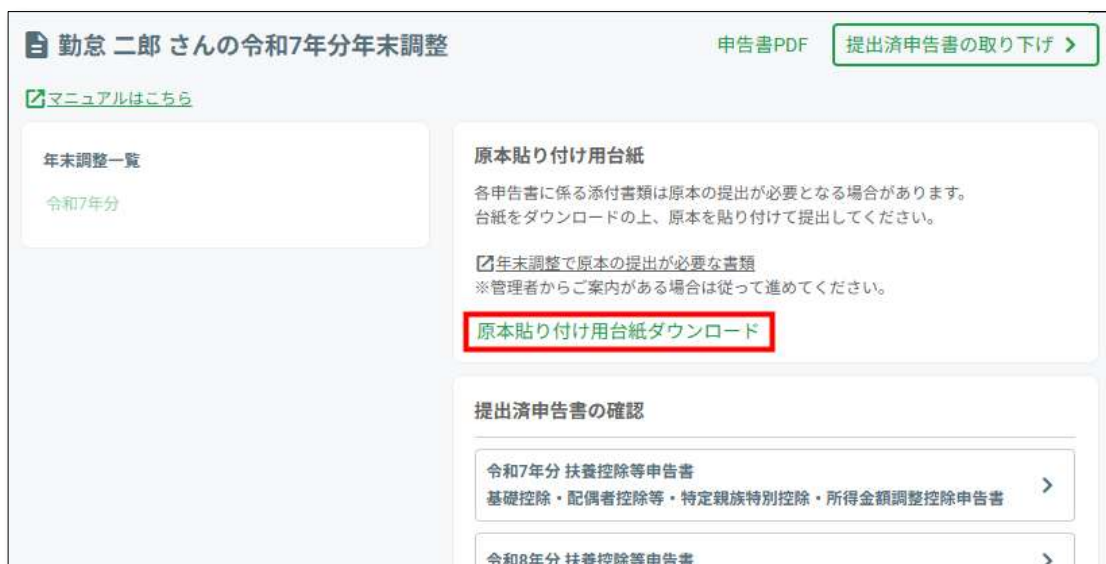 勤怠 二郎 さんの令和7年分年末調整
申告書PDF
提出済申告書の取り下げ
マニュアルはこちら
年末調整一覧
令和7年分
原本貼り付け用台紙
各申告書に係る添付書類は原本の提出が必要となる場合があります。
台紙をダウンロードの上、原本を貼り付けて提出してください。
年末調整で原本の提出が必要な書類
※管理者からご案内がある場合は従って進めてください。
原本貼り付け用台紙ダウンロード
提出済申告書の確認
令和7年分 扶養控除等申告書
基礎控除・配偶者控除等・特定親族特別控除・所得金額調整控除申告書
令和8年分 扶養控除等申告書